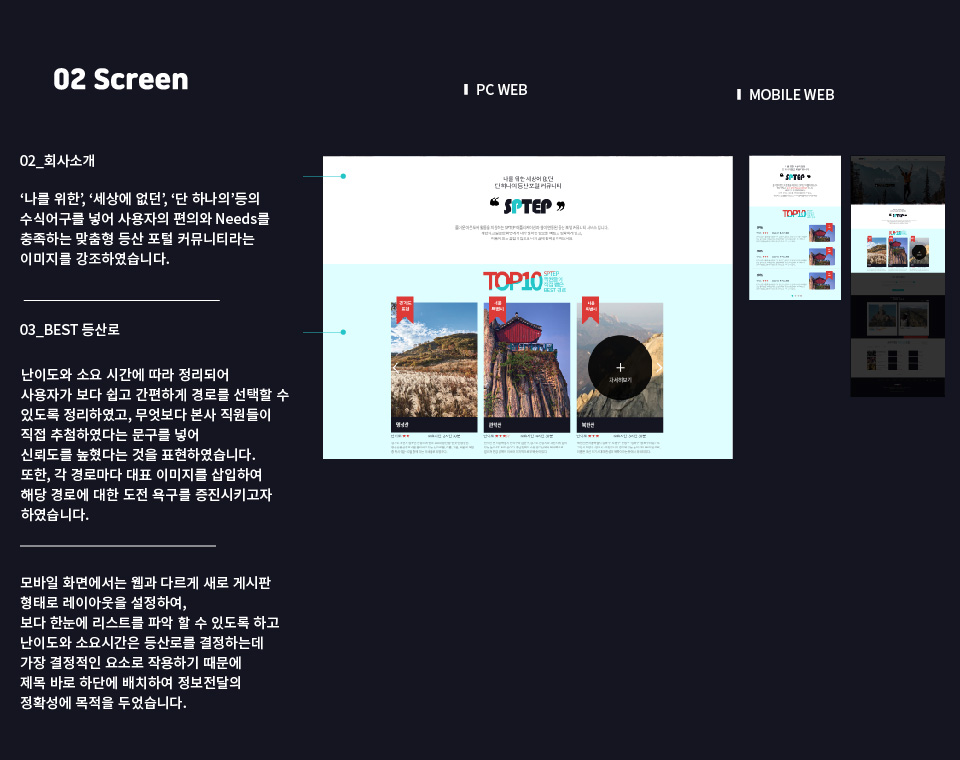 02 Screen
PC WEB
MOBILE WEB
02_회사소개
‘나를 위한’, ‘세상에 없던’, ‘단 하나의’등의
수식어구를 넣어 사용자의 편의와 Needs를
충족하는 맞춤형 등산 포털 커뮤니티라는
이미지를 강조하였습니다.
03_BEST 등산로
난이도와 소요 시간에 따라 정리되어
사용자가 보다 쉽고 간편하게 경로를 선택할 수
있도록 정리하였고, 무엇보다 본사 직원들이
직접 추첨하였다는 문구를 넣어
신뢰도를 높혔다는 것을 표현하였습니다.
또한, 각 경로마다 대표 이미지를 삽입하여
해당 경로에 대한 도전 욕구를 증진시키고자
하였습니다.
모바일 화면에서는 웹과 다르게 새로 게시판
형태로 레이아웃을 설정하여,
보다 한눈에 리스트를 파악 할 수 있도록 하고
난이도와 소요시간은 등산로를 결정하는데
가장 결정적인 요소로 작용하기 때문에
제목 바로 하단에 배치하여 정보전달의
정확성에 목적을 두었습니다.
나를 위한 세상에 없던
단 하나의 등산 포털 커뮤니티
❝ SPTEP ❞
TOP10
SPTEP
BEST
경기도
포천
서울
특별시
서울
특별시
+
자세히보기
명성산
관악산
북한산
SPTEP
TOP10